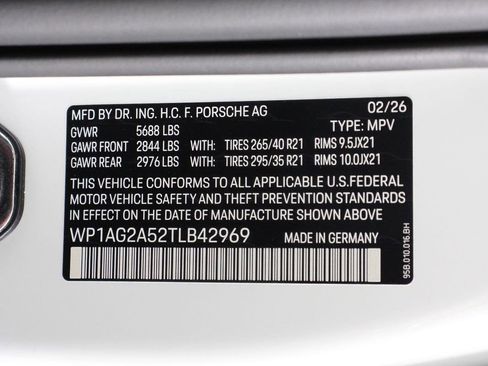 MFD BY DR. ING. H.C. F. PORSCHE AG 02/26
GVWR 5688 LBS TYPE: MPV
GAWR FRONT 2844 LBS WITH: TIRES 265/40 R21 RIMS 9.5JX21
GAWR REAR 2976 LBS WITH: TIRES 295/35 R21 RIMS 10.0JX21
THIS VEHICLE CONFORMS TO ALL APPLICABLE U.S.FEDERAL
MOTOR VEHICLE SAFETY AND THEFT PREVENTION STANDARDS
IN EFFECT ON THE DATE OF MANUFACTURE SHOWN ABOVE
WP1AG2A52TLB42969 MADE IN GERMANY
95B.010.016.BH